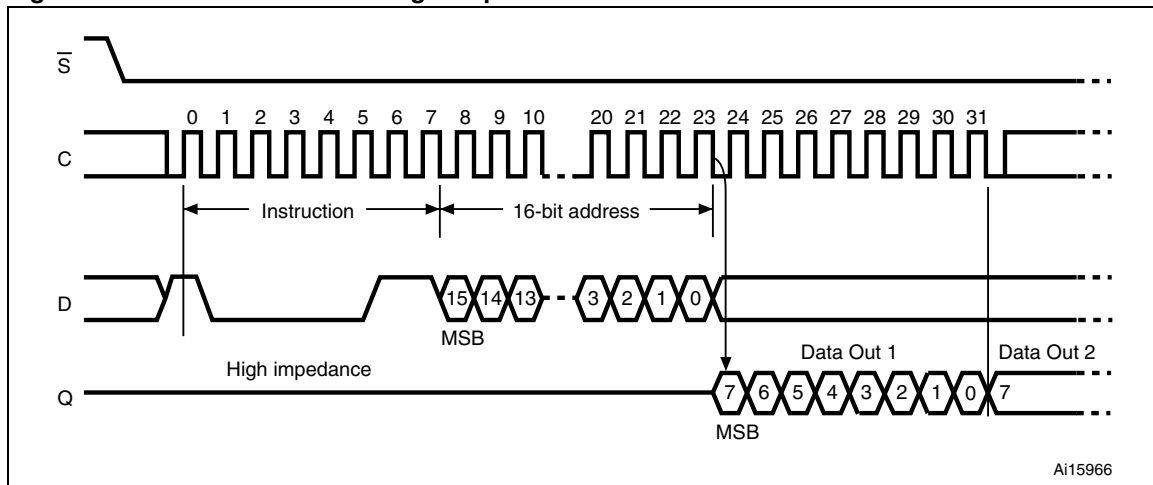 S
0 1 2 3 4 5 6 7 8 9 10 20 21 22 23 24 25 26 27 28 29 30 31
C
Instruction 16-bit address
D 15 14 13 3 2 1 0
MSB
High impedance Data Out 1 Data Out 2
Q 7 6 5 4 3 2 1 0 7
MSB
Ai15966